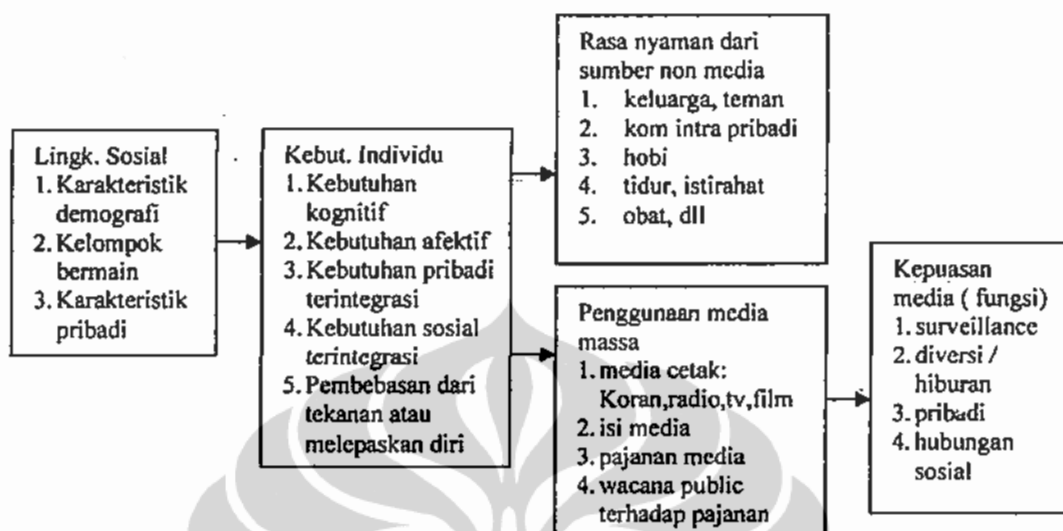 Lingk. Sosial
1. Karakteristik
demografi
2. Kelompok
bermain
3. Karakteristik
pribadi
Kebut. Individu
1. Kebutuhan
kognitif
2. Kebutuhan afektif
3. Kebutuhan pribadi
terintegrasi
4. Kebutuhan sosial
terintegrasi
5. Pembebasan dari
tekanan atau
melepaskan diri
Rasa nyaman dari
sumber non media
1. keluarga, teman
2. kom intra pribadi
3. hobi
4. tidur, istirahat
5. obat, dll
Penggunaan media
massa
1. media cetak:
Koran,radio,tv,film
2. isi media
3. pajanan media
4. wacana public
terhadap pajanan
Kepuasan
media ( fungsi)
1. surveillance
2. diversi /
hiburan
3. pribadi
4. hubungan
sosial